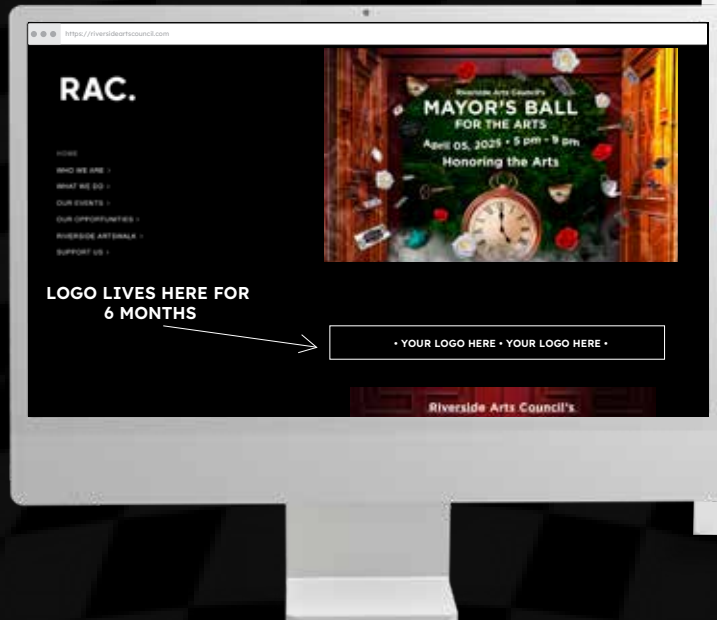 https://riversideartscouncil.com
RAC.
HOME
WHO WE ARE >
WHAT WE DO >
OUR EVENTS >
OUR OPPORTUNITIES >
RIVERSIDE ARTSWALK >
SUPPORT US >
Riverside Arts Council's
MAYOR'S BALL
FOR THE ARTS
April 05, 2025 • 5 pm - 9 pm
Honoring the Arts
LOGO LIVES HERE FOR
6 MONTHS
• YOUR LOGO HERE • YOUR LOGO HERE •
Riverside Arts Council's